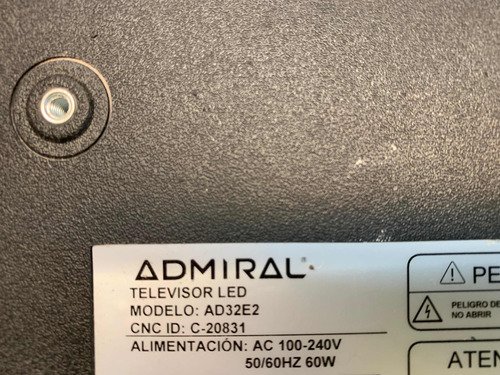 ADMIRAL
TELEVISOR LED
MODELO: AD32E2
CNC ID: C-20831
ALIMENTACIÓN: AC 100-240V
50/60HZ 60W
PELIGRO DE
NO ABRIR